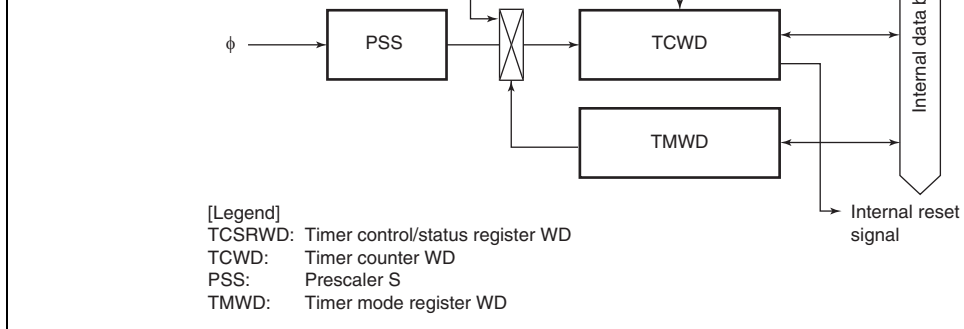 φ
PSS
TCWD
TMWD
Internal data
Internal reset
signal
[Legend]
TCSRWD: Timer control/status register WD
TCWD: Timer counter WD
PSS: Prescaler S
TMWD: Timer mode register WD